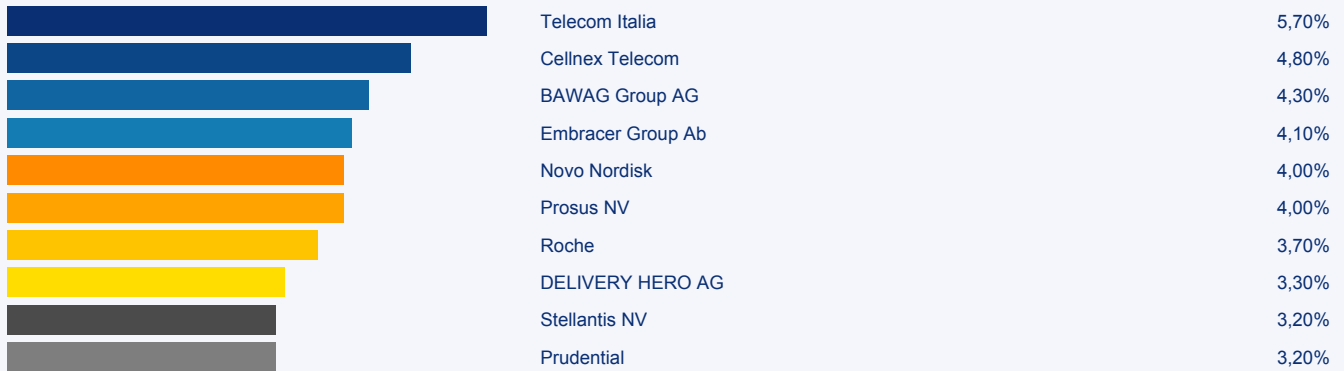 Telecom Italia 5,70%
Cellnex Telecom 4,80%
BAWAG Group AG 4,30%
Embracer Group Ab 4,10%
Novo Nordisk 4,00%
Prosus NV 4,00%
Roche 3,70%
DELIVERY HERO AG 3,30%
Stellantis NV 3,20%
Prudential 3,20%